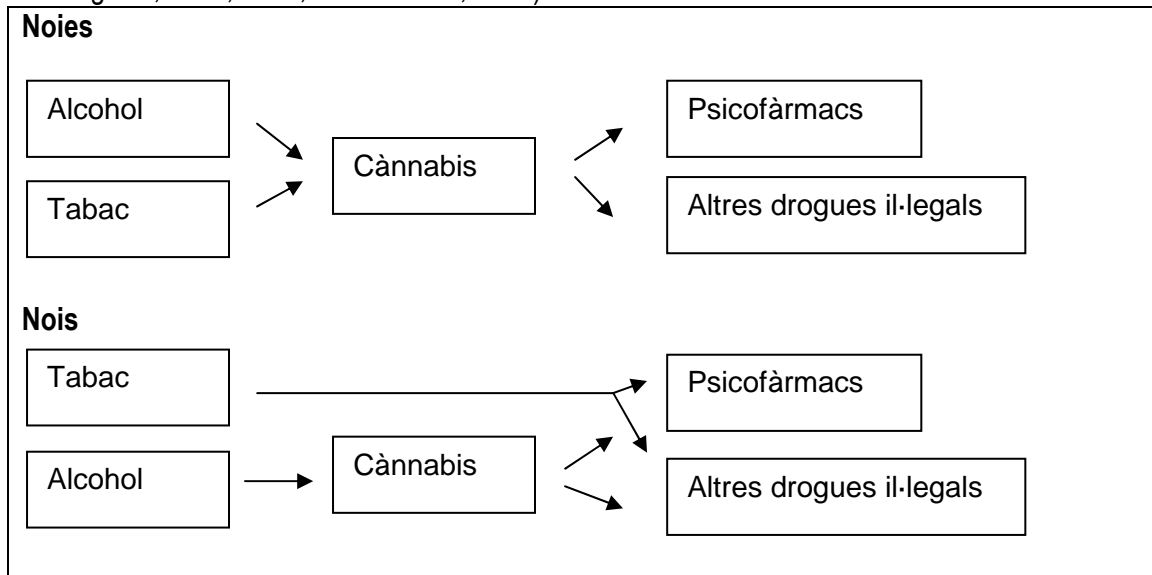 Noies
Alcohol
Psicofàrmacs
Cànnabis
Tabac
Altres drogues il·legals
Nois
Tabac
Psicofàrmacs
Alcohol
Cànnabis
Altres drogues il·legals